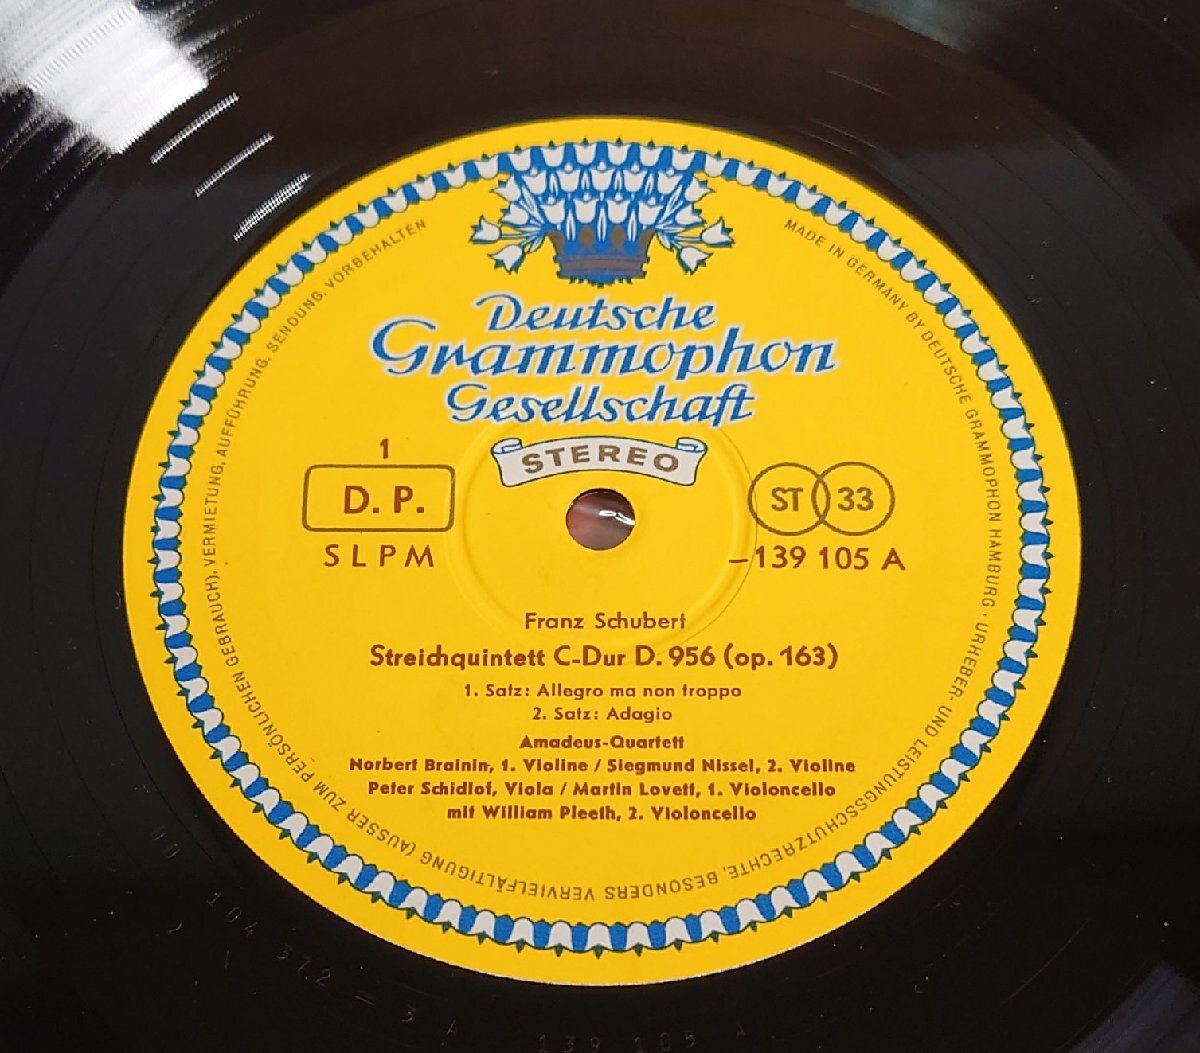 Deutsche
Grammophon
Gesellschaft
STEREO
1
D. P.
SLPM
ST 33
-139 105 A
Franz Schubert
Streichquintett C-Dur D. 956 (op. 163)
1. Satz: Allegro ma non troppo
2. Satz: Adagio
Amadeus-Quartett
Norbert Brainin, 1. Violine / Siegmund Nissel, 2. Violine
Peter Schidlof, Viola / Martin Lovett, 1. Violoncello
mit William Pleeth, 2. Violoncello
MADE IN GERMANY BY DEUTSCHE GRAMMOPHON HAMBURG · URHEBER- UND LEISTUNGSSCHUTZRECHTE, BESONDERS VERVIELFÄLTIGUNG (AUSSER ZUM PERSÖNLICHEN GEBRAUCH), VERMIETUNG, AUFFÜHRUNG, SENDUNG, VORBEHALTEN
104 372 = 3 A 139 105 A